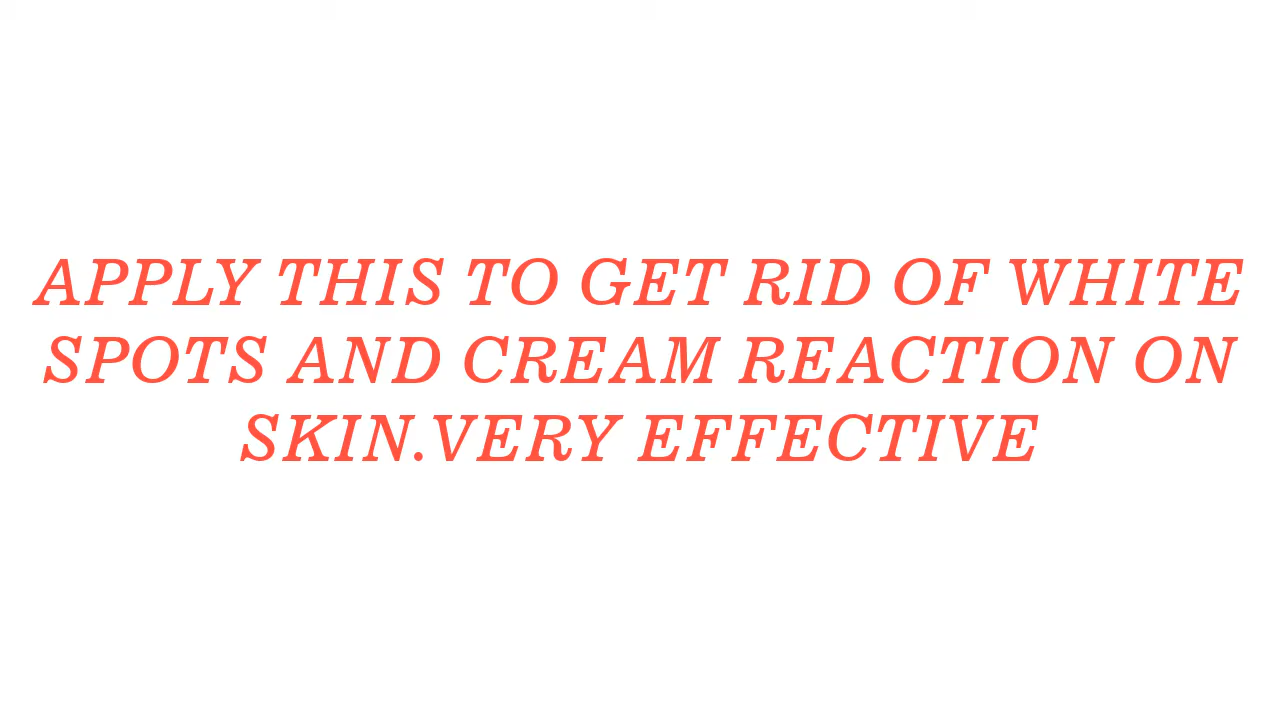 APPLY THIS TO GET RID OF WHITE
SPOTS AND CREAM REACTION ON
SKIN.VERY EFFECTIVE